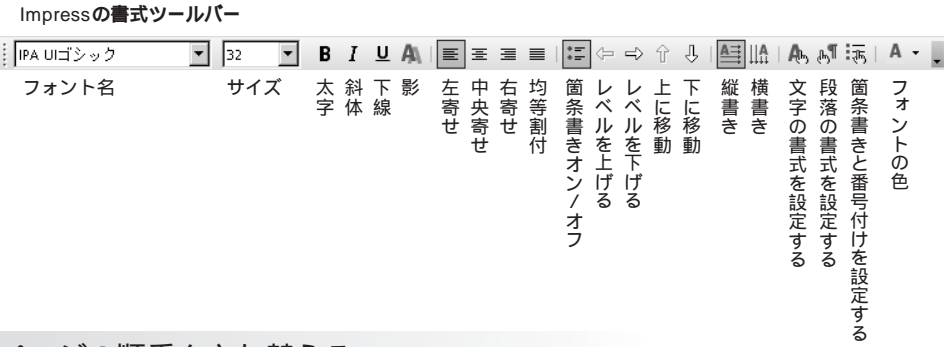 Impressの書式ツールバー
IPA UIゴシック 32 B I U A A A A
フォント名
サイズ
太字
斜体
下線
影
左寄せ
中央寄せ
右寄せ
均等割付
箇条書きオン/オフ
レベルを上げる
レベルを下げる
上に移動
下に移動
縦書き
横書き
文字の書式を設定する
段落の書式を設定する
箇条書きと番号付けを設定する
フォントの色